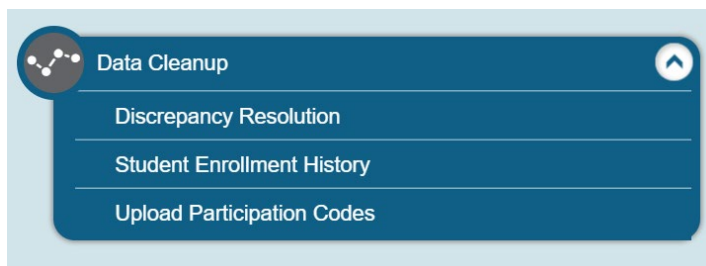 Data Cleanup
Discrepancy Resolution
Student Enrollment History
Upload Participation Codes